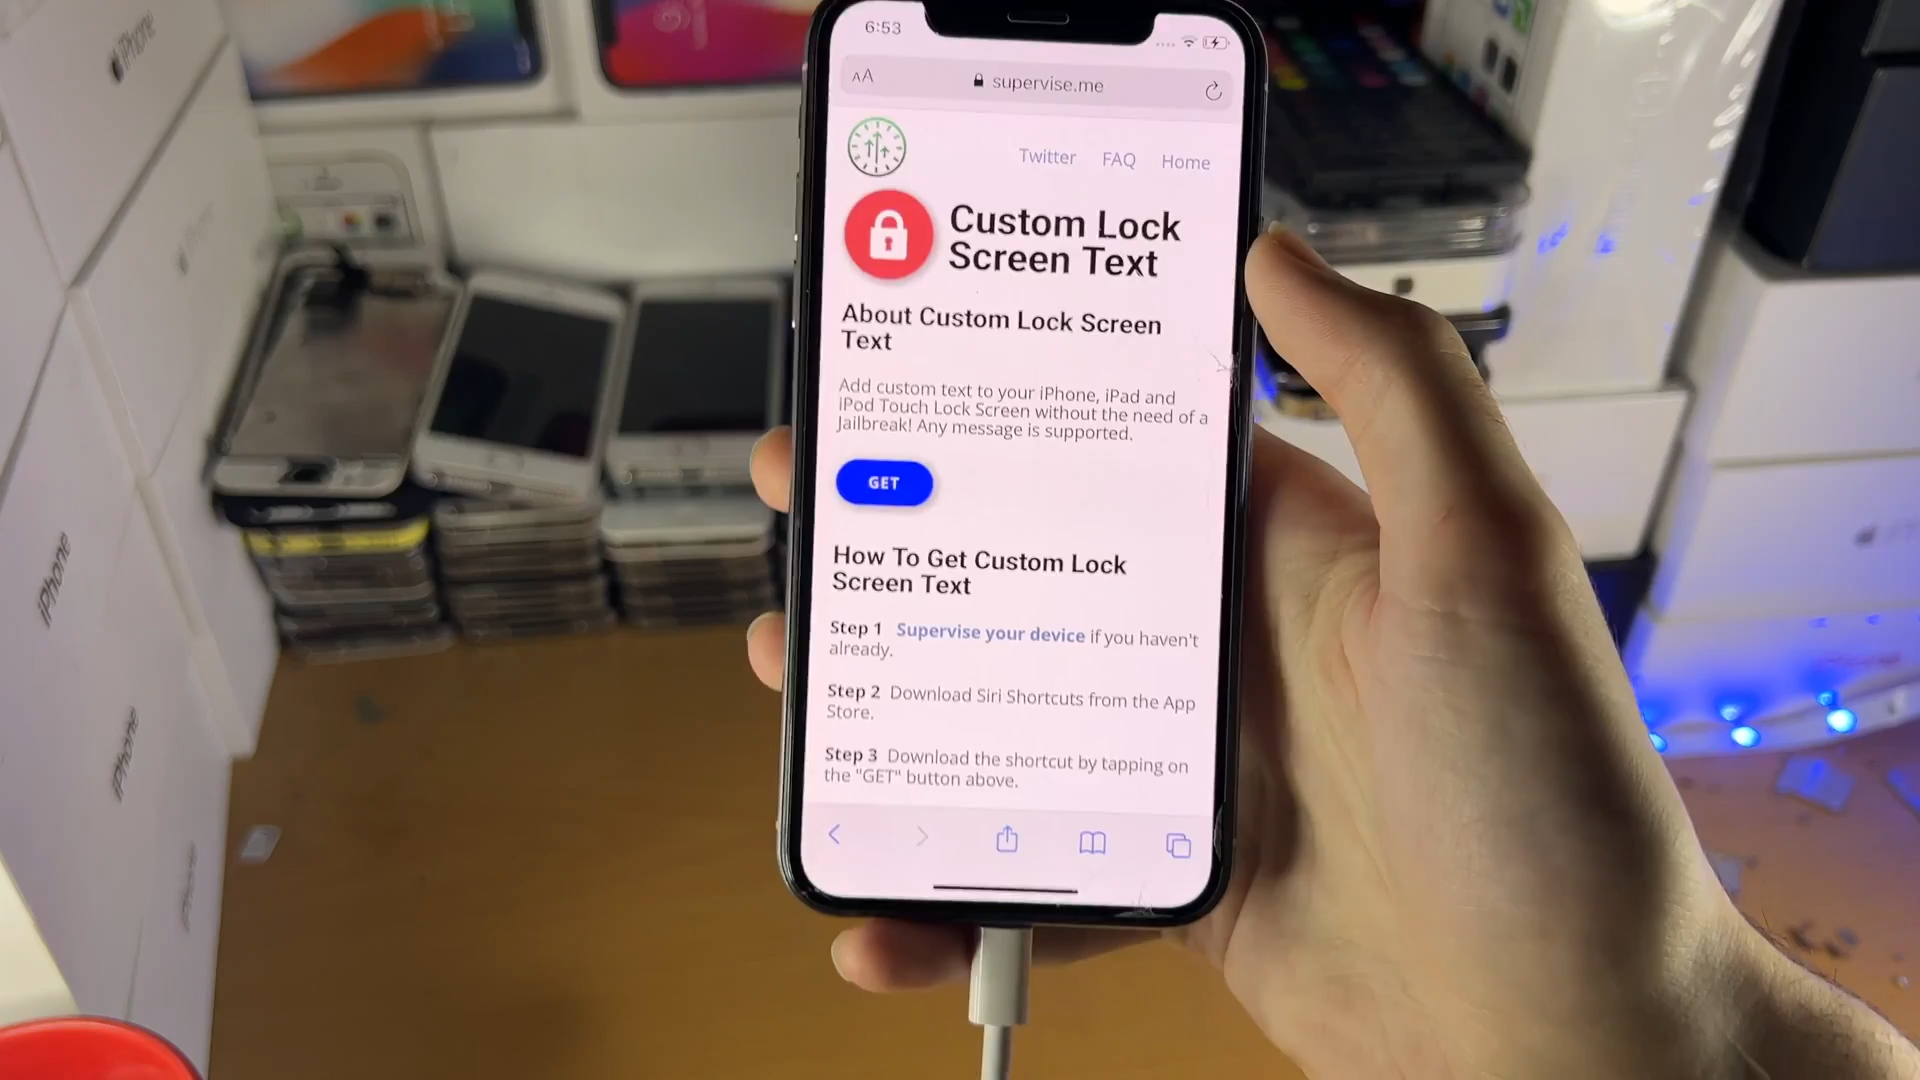 6:53
AA supervise.me
Twitter FAQ Home
Custom Lock
Screen Text
About Custom Lock Screen
Text
Add custom text to your iPhone, iPad and
iPod Touch Lock Screen without the need of a
Jailbreak! Any message is supported.
GET
How To Get Custom Lock
Screen Text
Step 1 Supervise your device if you haven't
already.
Step 2 Download Siri Shortcuts from the App
Store.
Step 3 Download the shortcut by tapping on
the "GET" button above.
iPhone
iPhone
iPhone
iPhone